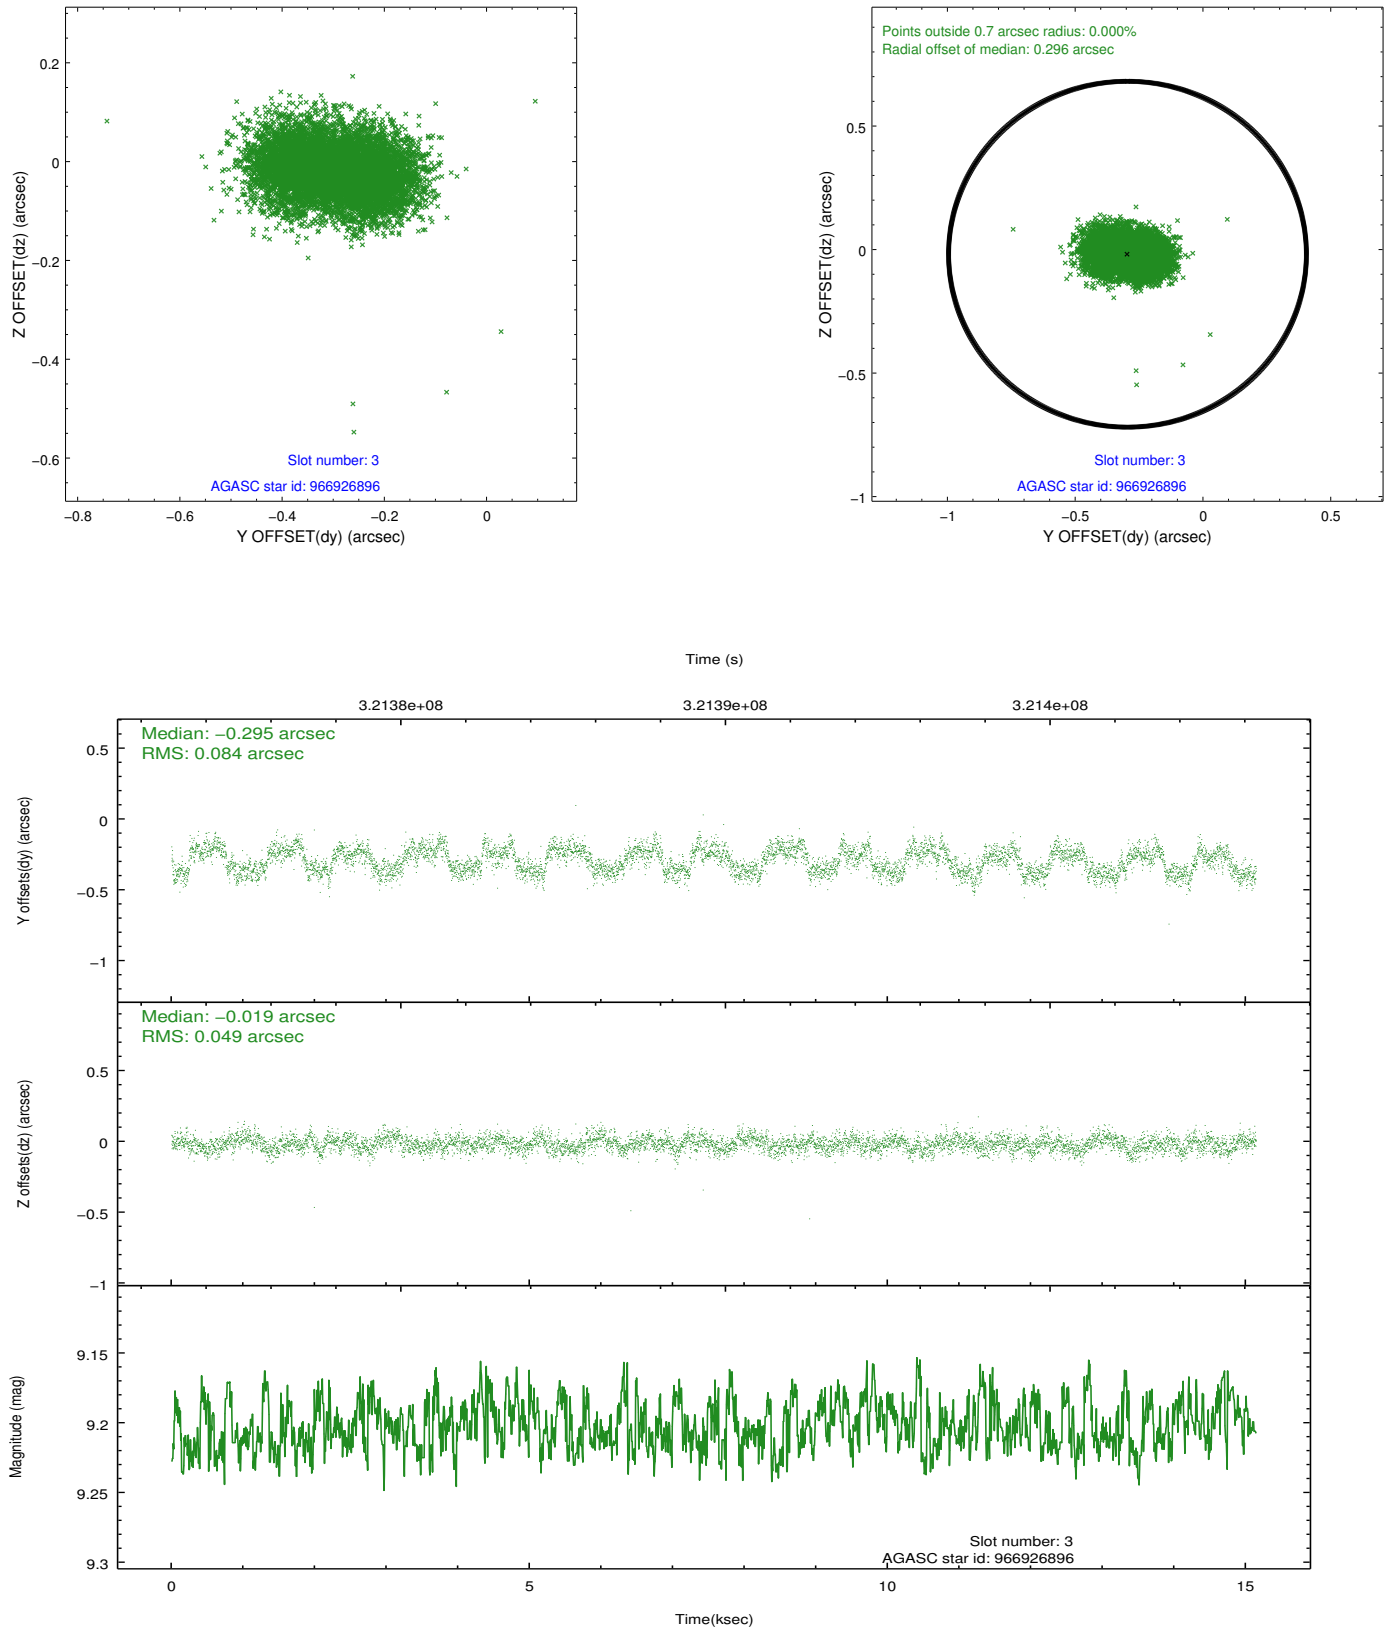 0.2
0
−0.2
−0.4
−0.6
−0.8
−0.6
−0.4
−0.2
0
Z OFFSET(dz) (arcsec)
Y OFFSET(dy) (arcsec)
Slot number: 3
AGASC star id: 966926896
Points outside 0.7 arcsec radius: 0.000%
Radial offset of median: 0.296 arcsec
0.5
0
−0.5
−1
−1
−0.5
0
0.5
Z OFFSET(dz) (arcsec)
Y OFFSET(dy) (arcsec)
Slot number: 3
AGASC star id: 966926896
Time (s)
3.2138e+08
3.2139e+08
3.214e+08
Median: −0.295 arcsec
RMS: 0.084 arcsec
0.5
0
−0.5
−1
Y offsets(dy) (arcsec)
Median: −0.019 arcsec
RMS: 0.049 arcsec
0.5
0
−0.5
−1
Z offsets(dz) (arcsec)
9.15
9.2
9.25
9.3
Magnitude (mag)
Slot number: 3
AGASC star id: 966926896
0
5
10
15
Time(ksec)